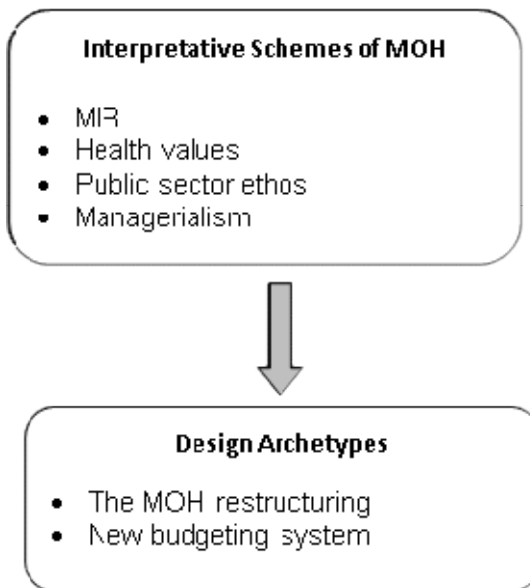 Interpretative Schemes of MOH
• MIR
• Health values
• Public sector ethos
• Managerialism
Design Archetypes
• The MOH restructuring
• New budgeting system